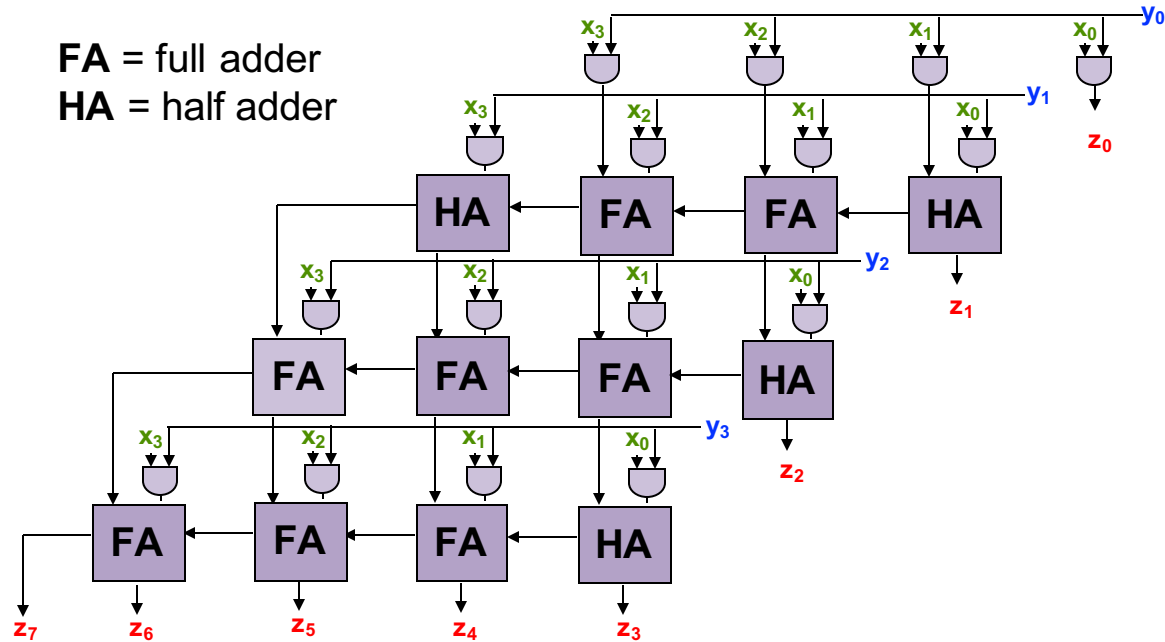 y₀
x₃ x₂ x₁ x₀
FA = full adder
HA = half adder
y₁
x₃ x₂ x₁ x₀
z₀
HA FA FA HA
y₂
x₃ x₂ x₁ x₀
z₁
FA FA FA HA
y₃
x₃ x₂ x₁ x₀
z₂
FA FA FA HA
z₇ z₆ z₅ z₄ z₃